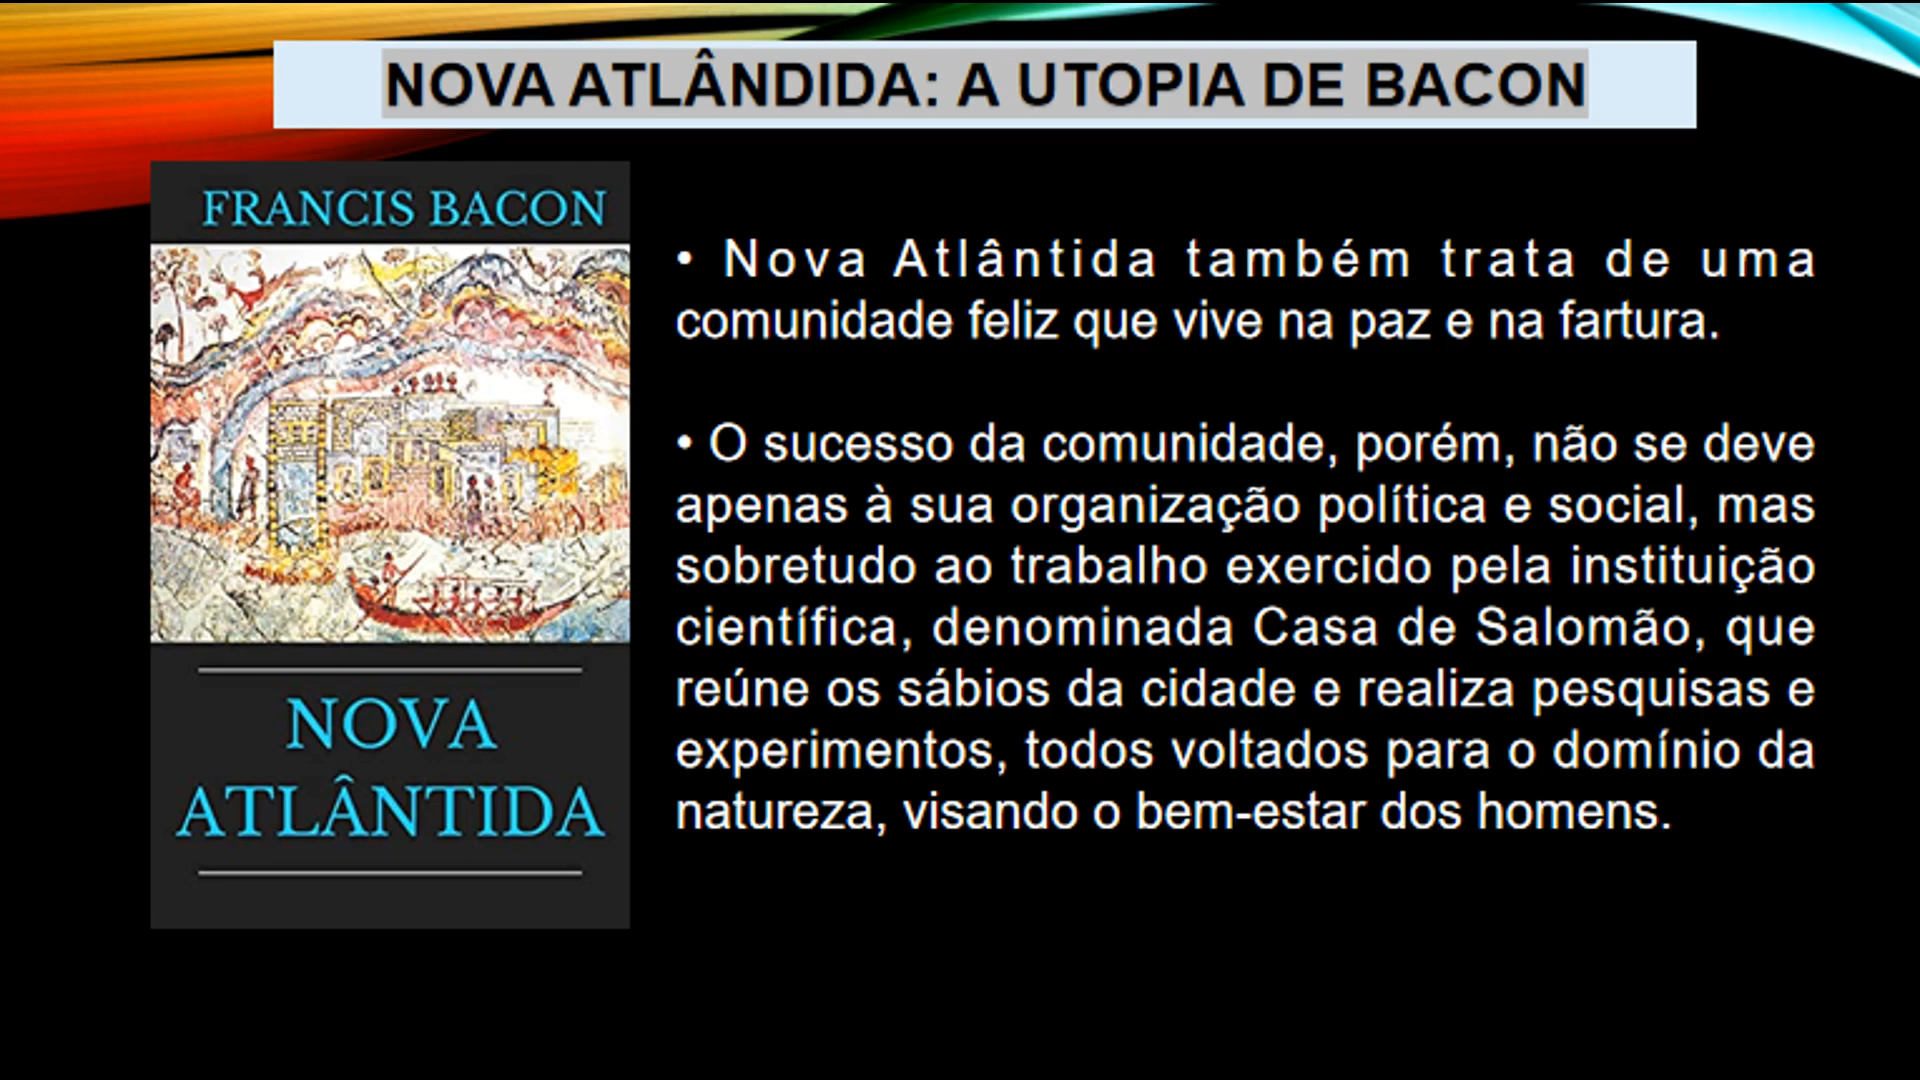 NOVA ATLÂNDIDA: A UTOPIA DE BACON
FRANCIS BACON
NOVA
ATLÂNTIDA
• Nova Atlântida também trata de uma
comunidade feliz que vive na paz e na fartura.
• O sucesso da comunidade, porém, não se deve
apenas à sua organização política e social, mas
sobretudo ao trabalho exercido pela instituição
científica, denominada Casa de Salomão, que
reúne os sábios da cidade e realiza pesquisas e
experimentos, todos voltados para o domínio da
natureza, visando o bem-estar dos homens.